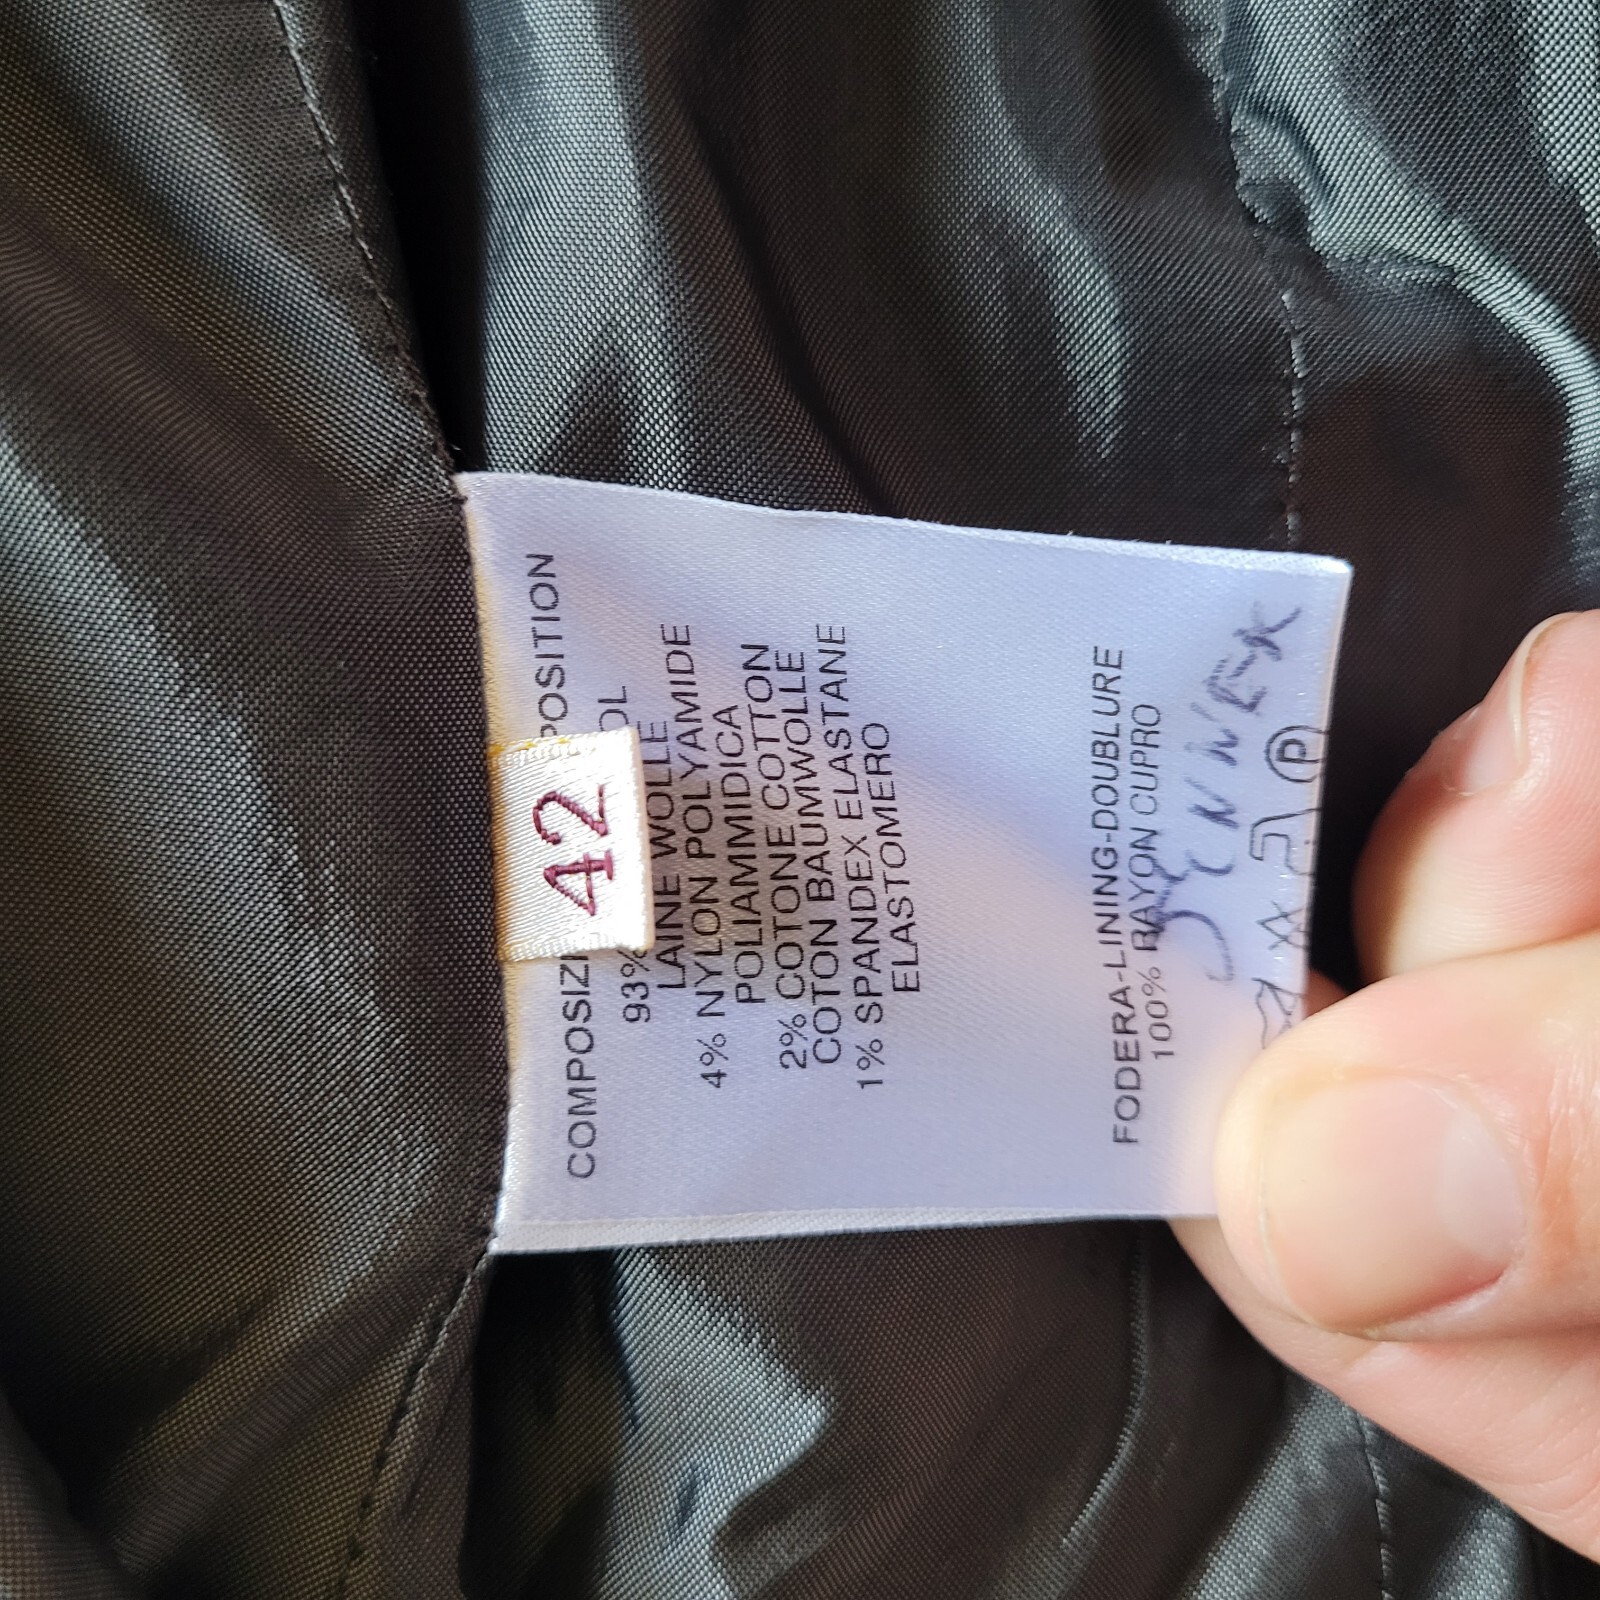 COMPOSIZI
POSITION
42
93%
OL
LAINE WOLLE
4% NYLON POLYAMIDE
POLIAMMIDICA
2% COTONE COTTON
COTON BAUMWOLLE
1% SPANDEX ELASTANE
ELASTOMERO
FODERA-LINING-DOUBLURE
100% RAYON CUPRO
P